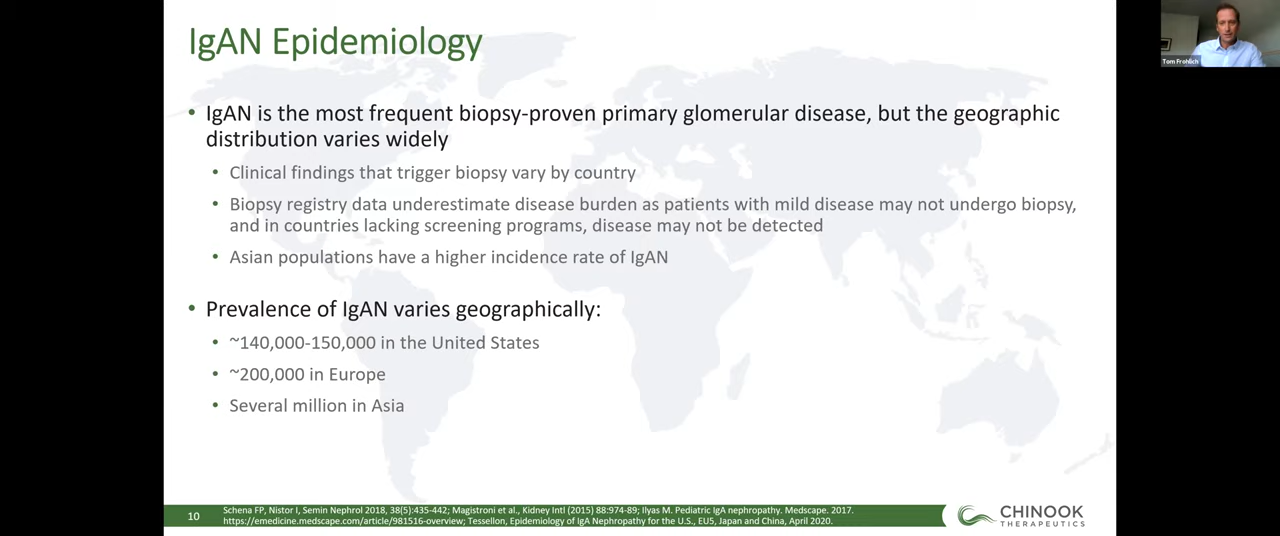 IgAN Epidemiology
Tom Frohlich
• IgAN is the most frequent biopsy-proven primary glomerular disease, but the geographic
distribution varies widely
• Clinical findings that trigger biopsy vary by country
• Biopsy registry data underestimate disease burden as patients with mild disease may not undergo biopsy,
and in countries lacking screening programs, disease may not be detected
• Asian populations have a higher incidence rate of IgAN
• Prevalence of IgAN varies geographically:
• ~140,000-150,000 in the United States
• ~200,000 in Europe
• Several million in Asia
10
Schena FP, Nistor I, Semin Nephrol 2018, 38(5):435-442; Magistroni et al., Kidney Intl (2015) 88:974-89; Ilyas M. Pediatric IgA nephropathy. Medscape. 2017.
https://emedicine.medscape.com/article/981516-overview; Tessellon, Epidemiology of IgA Nephropathy for the U.S., EU5, Japan and China, April 2020.
CHINOOK
THERAPEUTICS